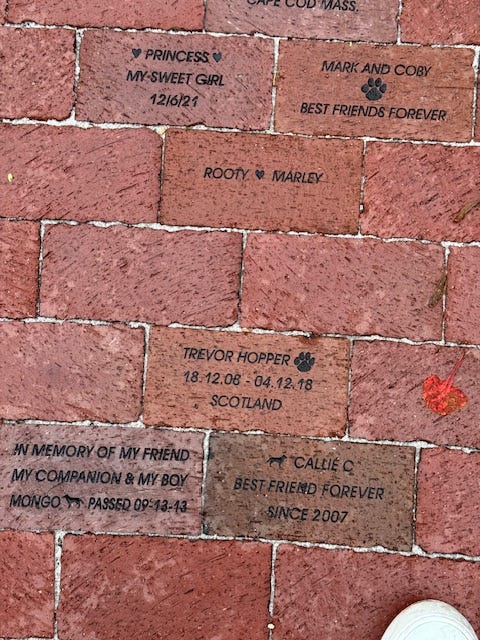 CAPE COD MASS.
♥ PRINCESS ♥
MY SWEET GIRL
12/6/21
MARK AND COBY
BEST FRIENDS FOREVER
ROOTY ♥ MARLEY
TREVOR HOPPER
18.12.06 - 04.12.18
SCOTLAND
IN MEMORY OF MY FRIEND
MY COMPANION & MY BOY
MONGO PASSED 09-13-13
CALLIE C
BEST FRIEND FOREVER
SINCE 2007